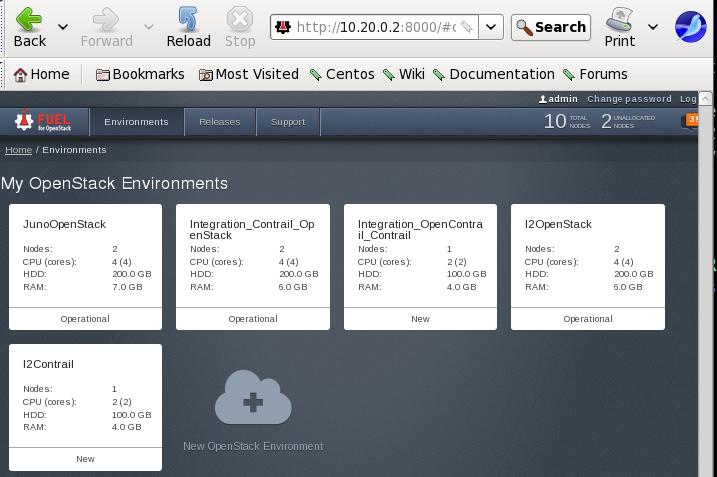 Back
Forward
Reload
Stop
http://10.20.0.2:8000/#c
Search
Print
Home
Bookmarks
Most Visited
Centos
Wiki
Documentation
Forums
admin Change password Log
FUEL
for OpenStack
Environments
Releases
Support
10 TOTAL NODES
2 UNALLOCATED NODES
Home / Environments
My OpenStack Environments
JunoOpenStack
Nodes: 2
CPU (cores): 4 (4)
HDD: 200.0 GB
RAM: 7.0 GB
Operational
Integration_Contrail_Op
enStack
Nodes: 2
CPU (cores): 4 (4)
HDD: 200.0 GB
RAM: 6.0 GB
Operational
Integration_OpenContra
il_Contrail
Nodes: 1
CPU (cores): 2 (2)
HDD: 100.0 GB
RAM: 4.0 GB
New
I2OpenStack
Nodes: 2
CPU (cores): 4 (4)
HDD: 200.0 GB
RAM: 6.0 GB
Operational
I2Contrail
Nodes: 1
CPU (cores): 2 (2)
HDD: 100.0 GB
RAM: 4.0 GB
New
New OpenStack Environment